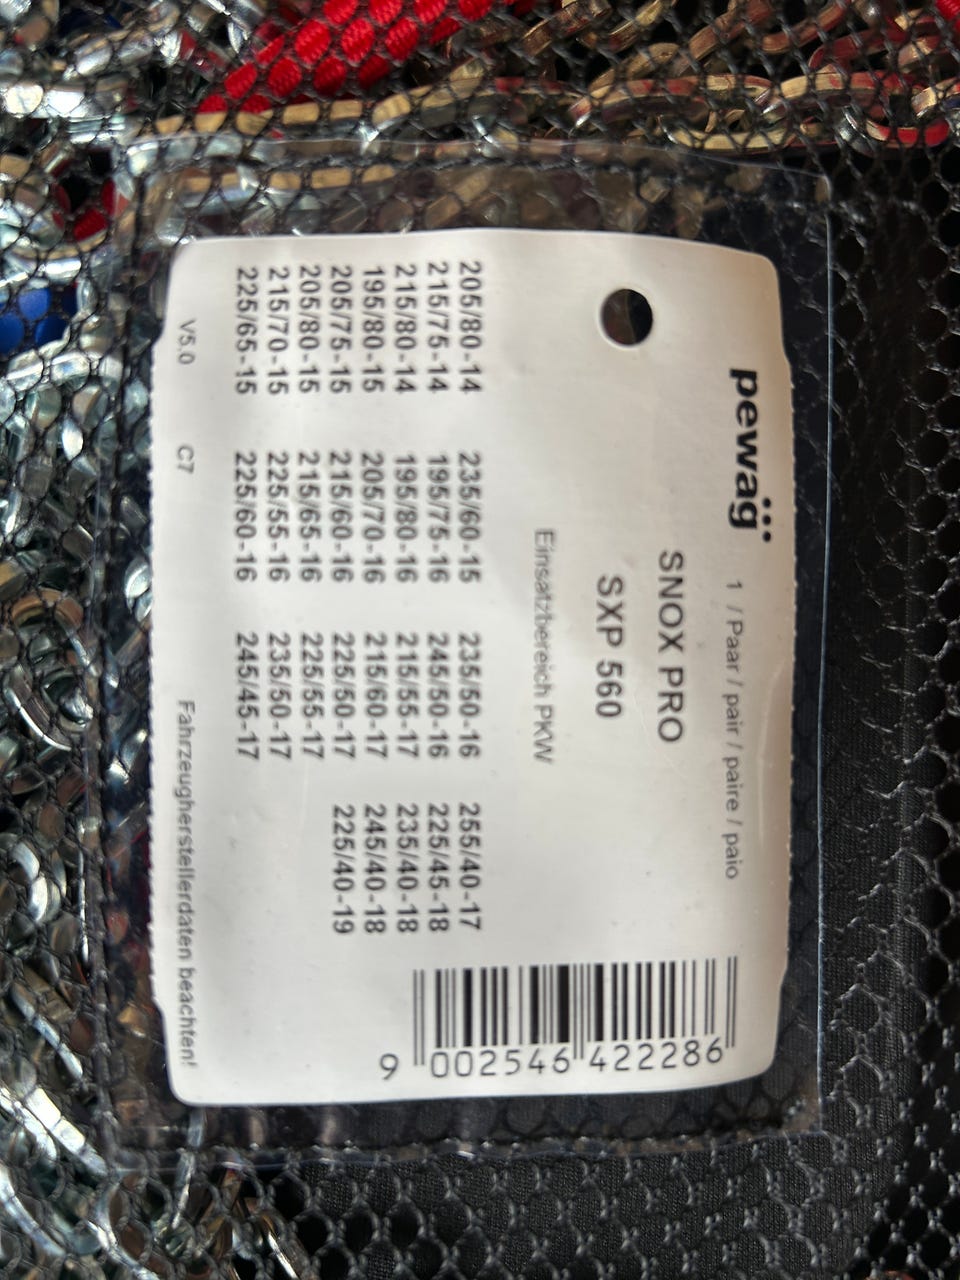 pewag 1 / Paar / pair / paire / paio
SNOX PRO
SXP 560
Einsatzbereich PKW
205/80-14 235/60-15 235/50-16 255/40-17
215/75-14 195/75-16 245/50-16 225/45-18
215/80-14 195/80-16 215/55-17 235/40-18
195/80-15 205/70-16 215/60-17 245/40-18
205/75-15 215/60-16 225/50-17 225/40-19
205/80-15 215/65-16 225/55-17
215/70-15 225/55-16 235/50-17
225/65-15 225/60-16 245/45-17
V5.0 C7 Fahrzeugherstellerdaten beachten!
9 002546 422286